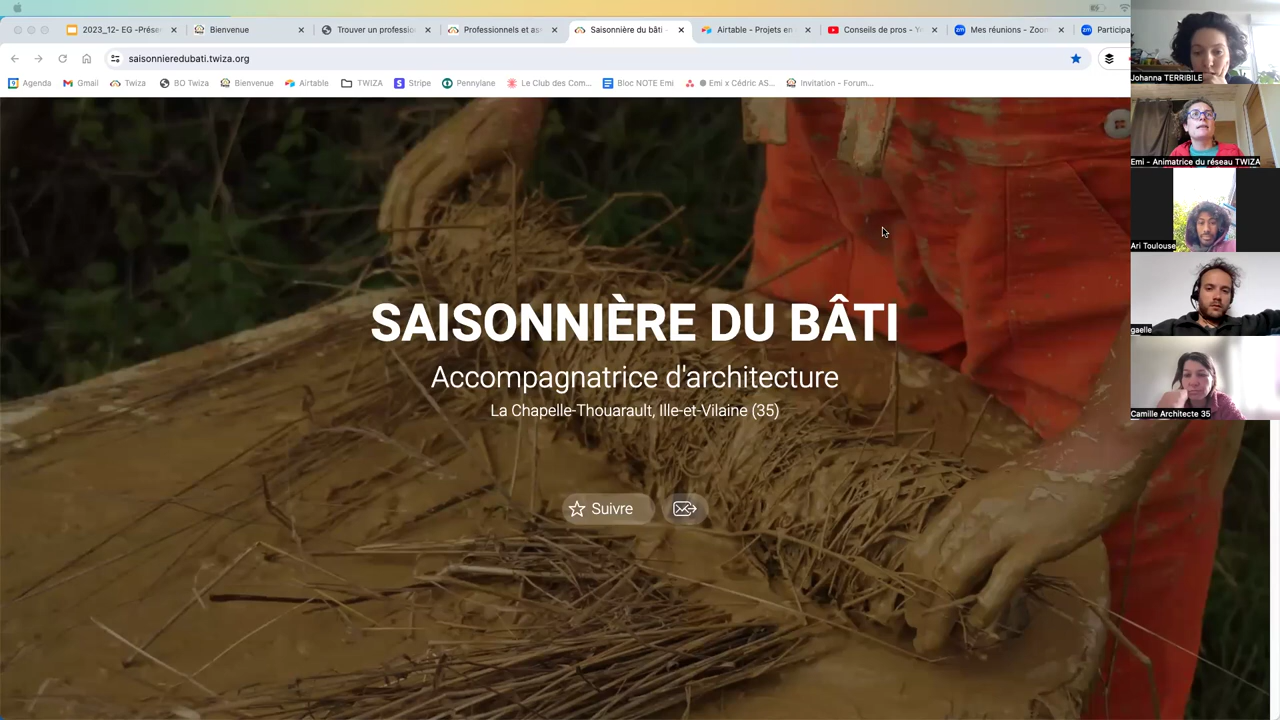 2023_12- EG -Présen
Bienvenue
Trouver un professio
Professionnels et as
Saisonnière du bâti -
Airtable - Projets en
Conseils de pros - Y
Mes réunions - Zoom
Participa
saisonnieredubati.twiza.org
Agenda
Gmail
Twiza
BO Twiza
Bienvenue
Airtable
TWIZA
Stripe
Pennylane
Le Club des Com...
Bloc NOTE Emi
Emi x Cédric AS...
Invitation - Forum...
SAISONNIÈRE DU BÂTI
Accompagnatrice d'architecture
La Chapelle-Thouarault, Ille-et-Vilaine (35)
Suivre
Johanna TERRIBILE
Emi - Animatrice du réseau TWIZA
Ari Toulouse
gaelle
Camille Architecte 35